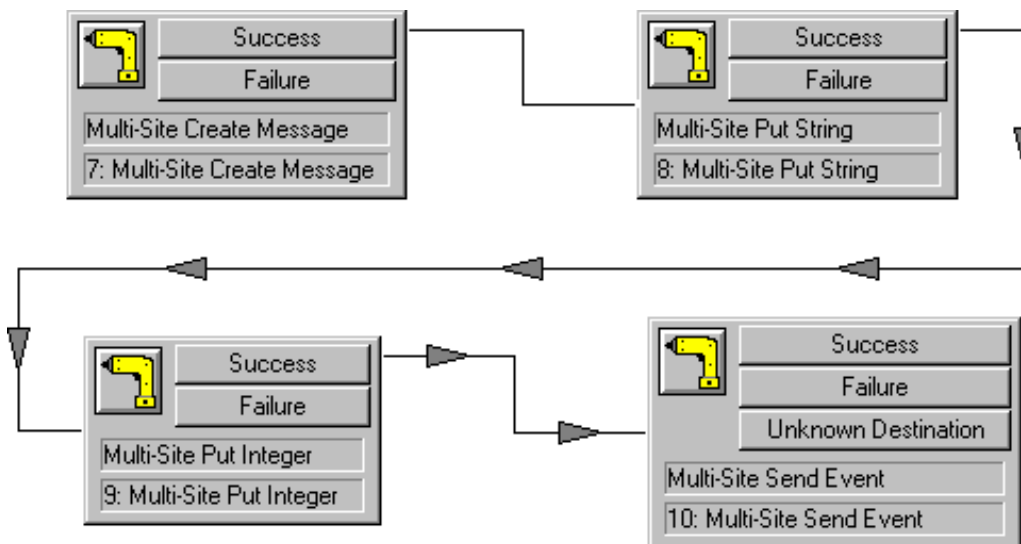 Success
Failure
Multi-Site Create Message
7: Multi-Site Create Message
Success
Failure
Multi-Site Put String
8: Multi-Site Put String
Success
Failure
Multi-Site Put Integer
9: Multi-Site Put Integer
Success
Failure
Unknown Destination
Multi-Site Send Event
10: Multi-Site Send Event